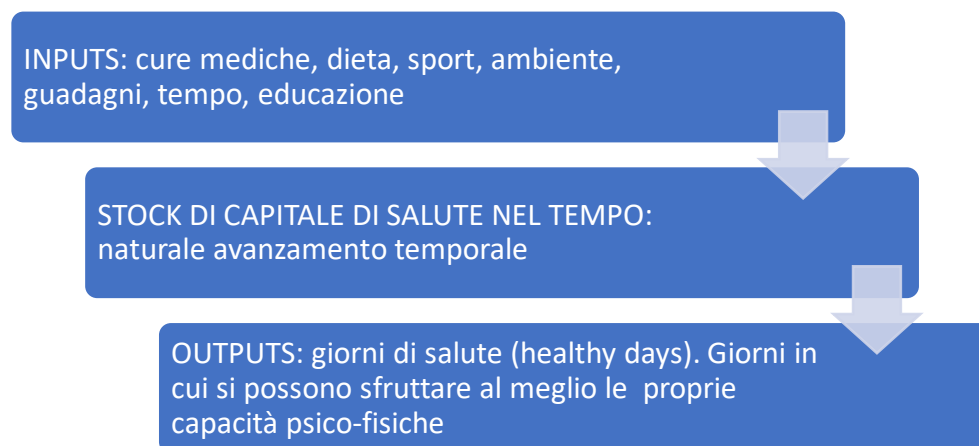 INPUTS: cure mediche, dieta, sport, ambiente,
guadagni, tempo, educazione
STOCK DI CAPITALE DI SALUTE NEL TEMPO:
naturale avanzamento temporale
OUTPUTS: giorni di salute (healthy days). Giorni in
cui si possono sfruttare al meglio le proprie
capacità psico-fisiche